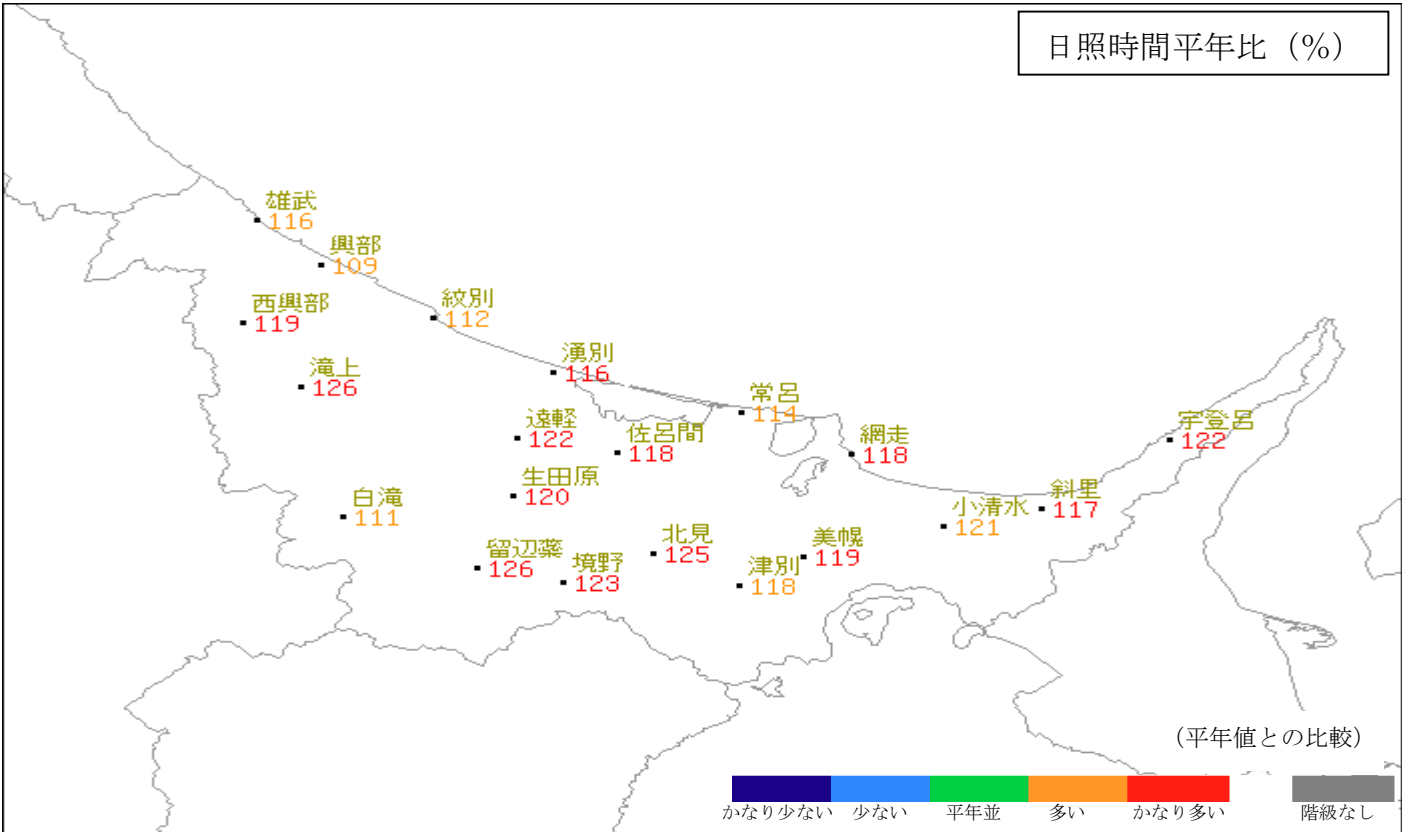 日照時間平年比（%）
雄武
116
興部
109
西興部
119
紋別
112
滝上
126
湧別
116
常呂
114
遠軽
122
佐呂間
118
網走
118
宇登呂
122
生田原
120
白滝
111
小清水
121
斜里
117
北見
125
美幌
119
留辺蘂
126
境野
123
津別
118
（平年値との比較）
かなり少ない 少ない 平年並 多い かなり多い 階級なし